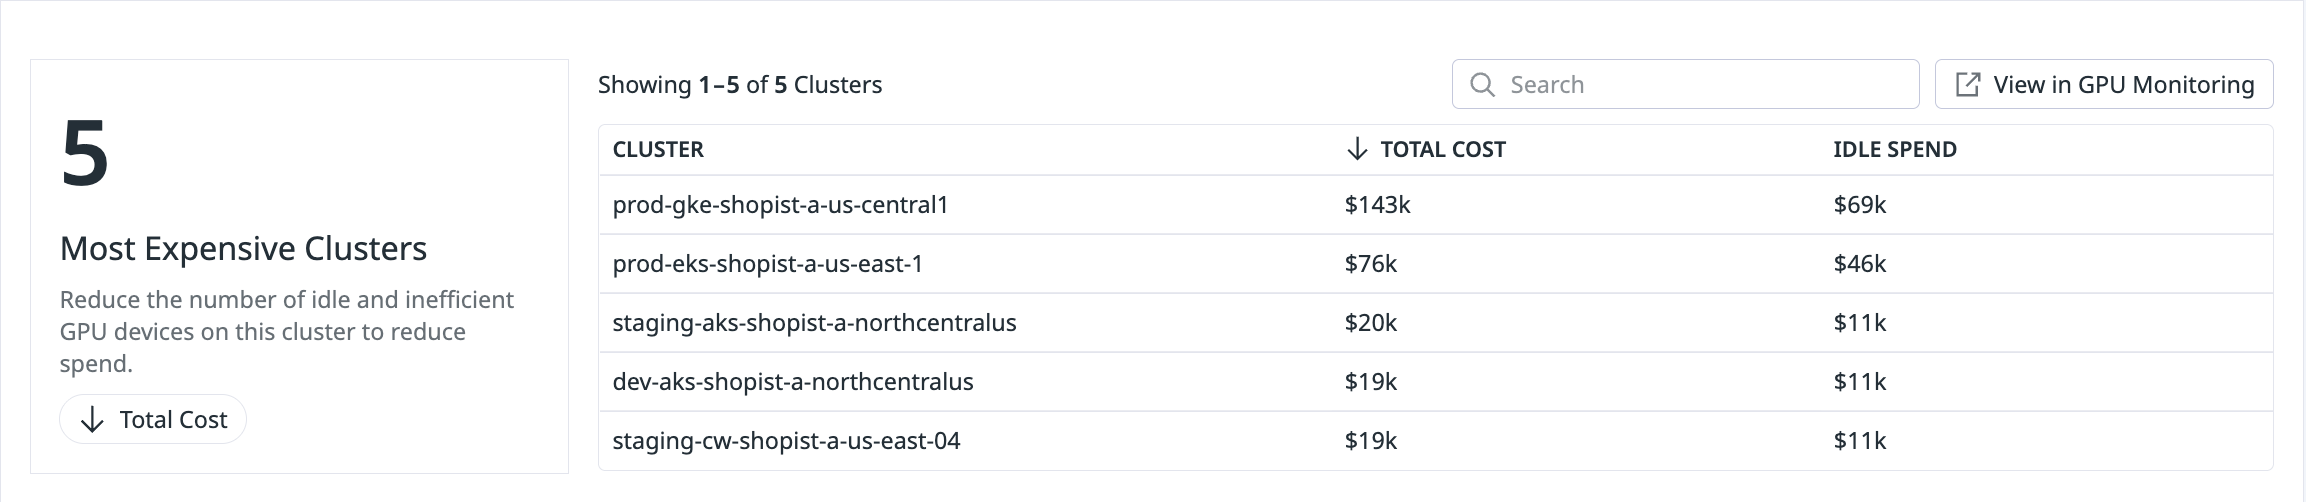 5
Most Expensive Clusters
Reduce the number of idle and inefficient
GPU devices on this cluster to reduce
spend.
Total Cost
Showing 1–5 of 5 Clusters
Search
View in GPU Monitoring
CLUSTER TOTAL COST IDLE SPEND
prod-gke-shopist-a-us-central1 $143k $69k
prod-eks-shopist-a-us-east-1 $76k $46k
staging-aks-shopist-a-northcentralus $20k $11k
dev-aks-shopist-a-northcentralus $19k $11k
staging-cw-shopist-a-us-east-04 $19k $11k